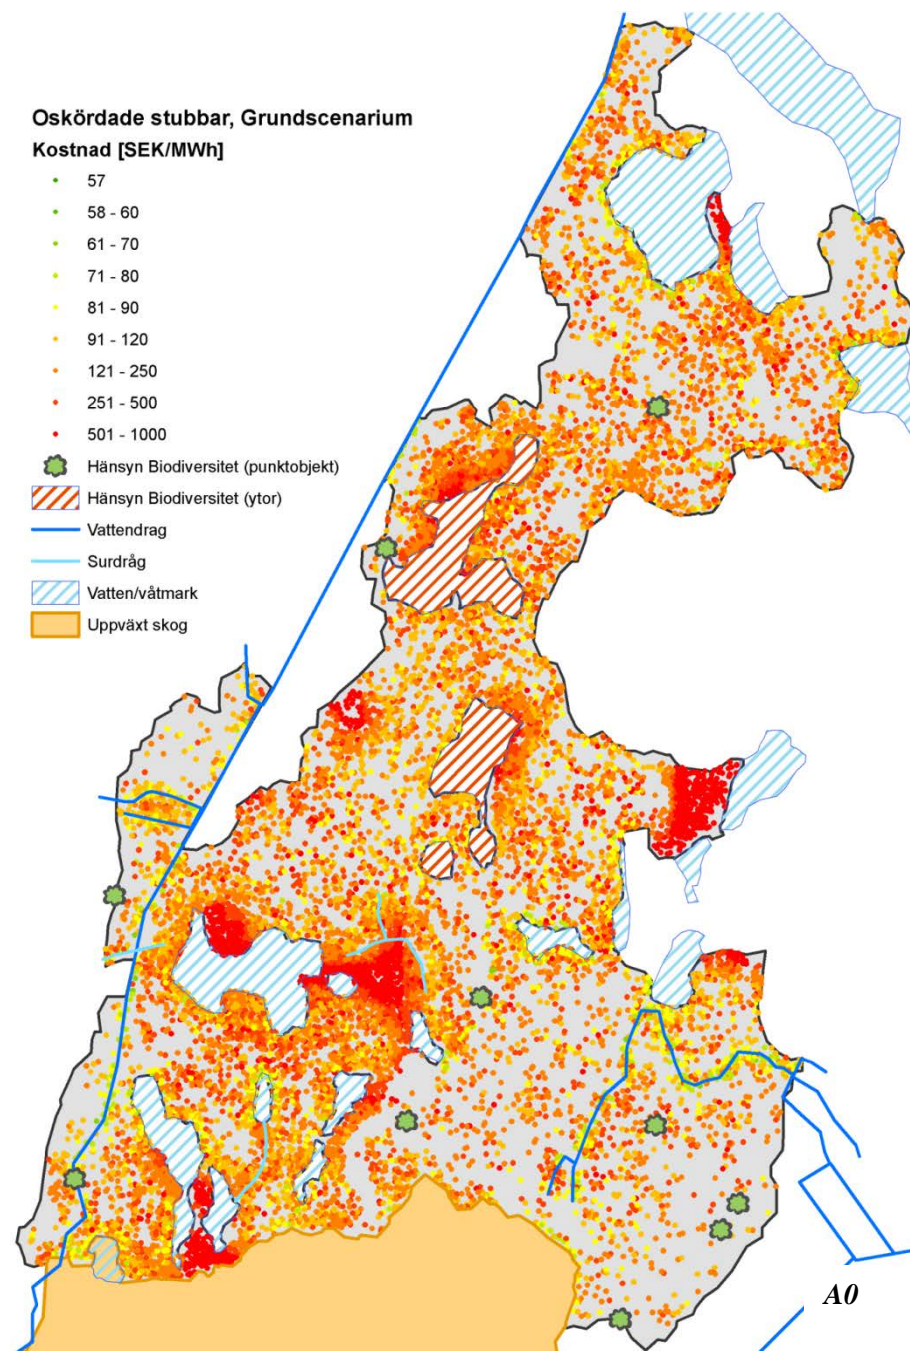 Oskördade stubbar, Grundscenarium
Kostnad [SEK/MWh]
57
58 - 60
61 - 70
71 - 80
81 - 90
91 - 120
121 - 250
251 - 500
501 - 1000
Hänsyn Biodiversitet (punktobjekt)
Hänsyn Biodiversitet (ytor)
Vattendrag
Surdråg
Vatten/våtmark
Uppväxt skog
A0